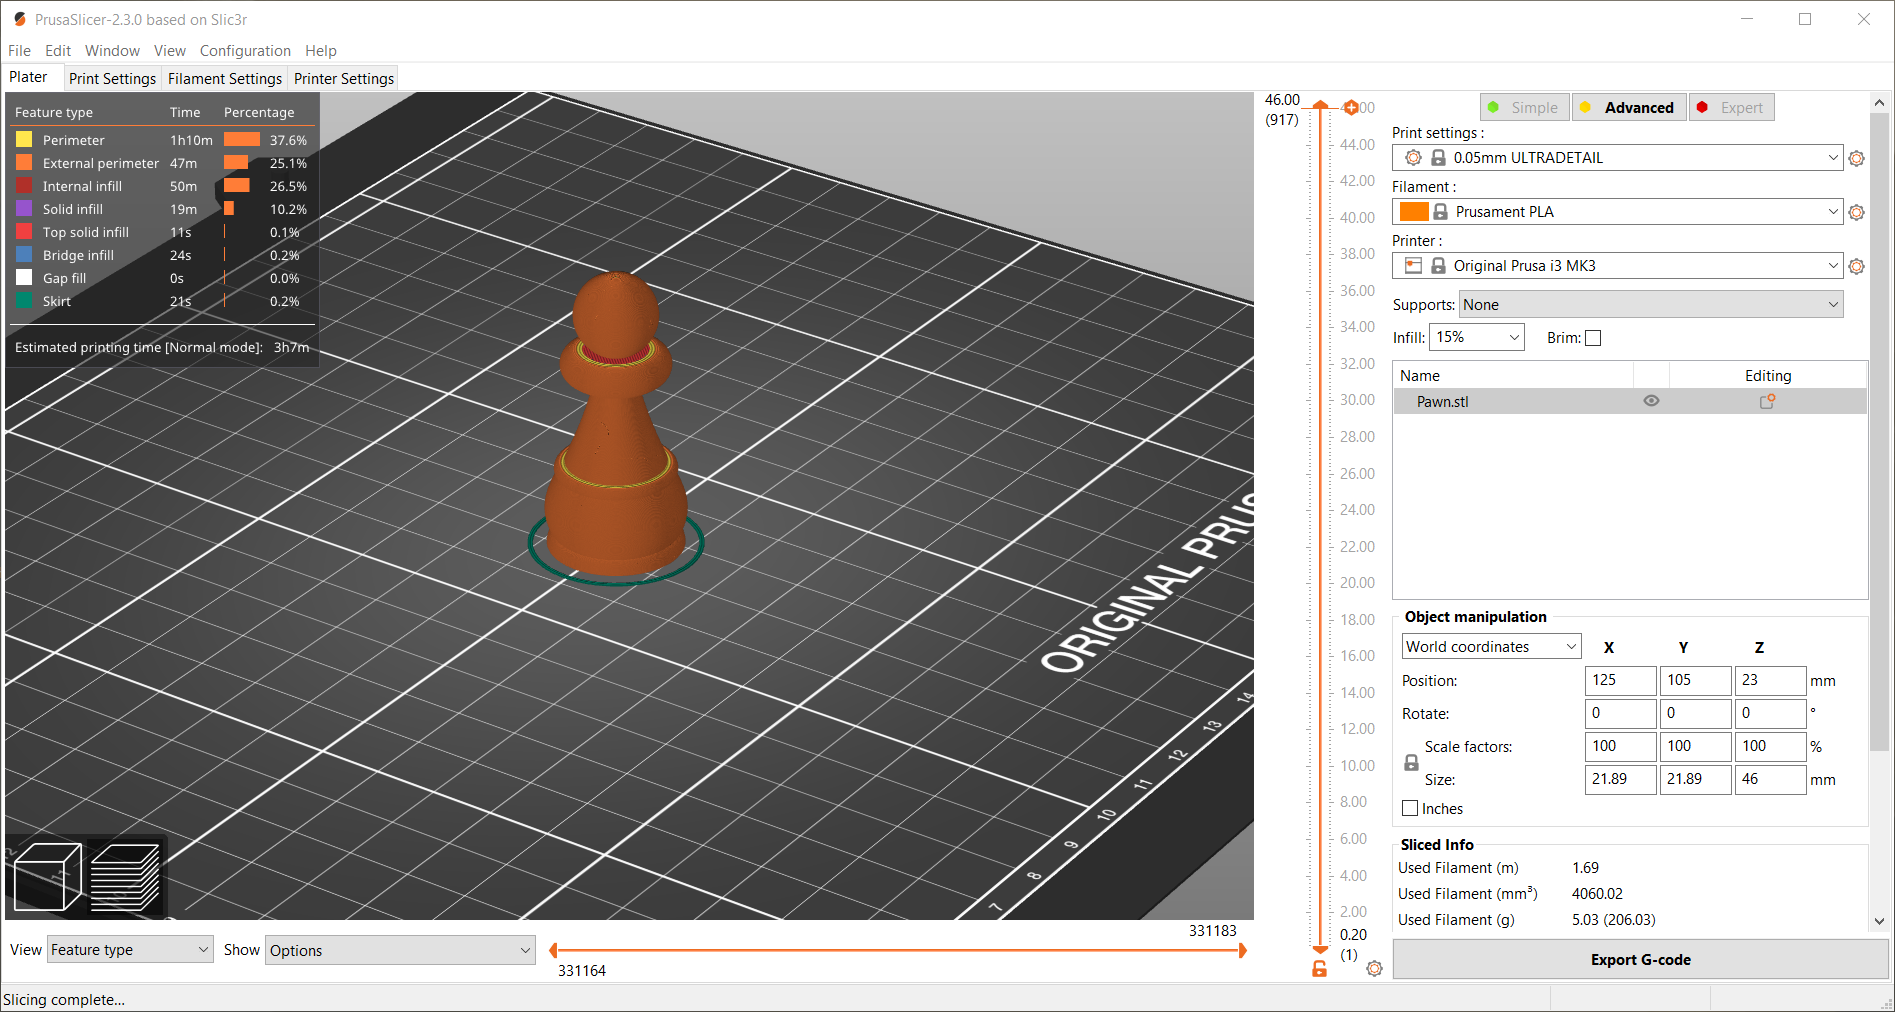 PrusaSlicer-2.3.0 based on Slic3r
File Edit Window View Configuration Help
Plater Print Settings Filament Settings Printer Settings
Feature type Time Percentage
Perimeter 1h10m 37.6%
External perimeter 47m 25.1%
Internal infill 50m 26.5%
Solid infill 19m 10.2%
Top solid infill 11s 0.1%
Bridge infill 24s 0.2%
Gap fill 0s 0.0%
Skirt 21s 0.2%
Estimated printing time [Normal mode]: 3h7m
ORIGINAL PRUS
14
13
12
11
10
9
8
7
46.00
(917)
44.00
42.00
40.00
38.00
36.00
34.00
32.00
30.00
28.00
26.00
24.00
22.00
20.00
18.00
16.00
14.00
12.00
10.00
8.00
6.00
4.00
2.00
0.20
(1)
View Feature type Show Options
331183
331164
Simple Advanced Expert
Print settings :
0.05mm ULTRADETAIL
Filament :
Prusament PLA
Printer :
Original Prusa i3 MK3
Supports: None
Infill: 15% Brim:
Name Editing
Pawn.stl
Object manipulation
World coordinates X Y Z
Position: 125 105 23 mm
Rotate: 0 0 0 °
Scale factors: 100 100 100 %
Size: 21.89 21.89 46 mm
Inches
Sliced Info
Used Filament (m) 1.69
Used Filament (mm³) 4060.02
Used Filament (g) 5.03 (206.03)
Export G-code
Slicing complete...